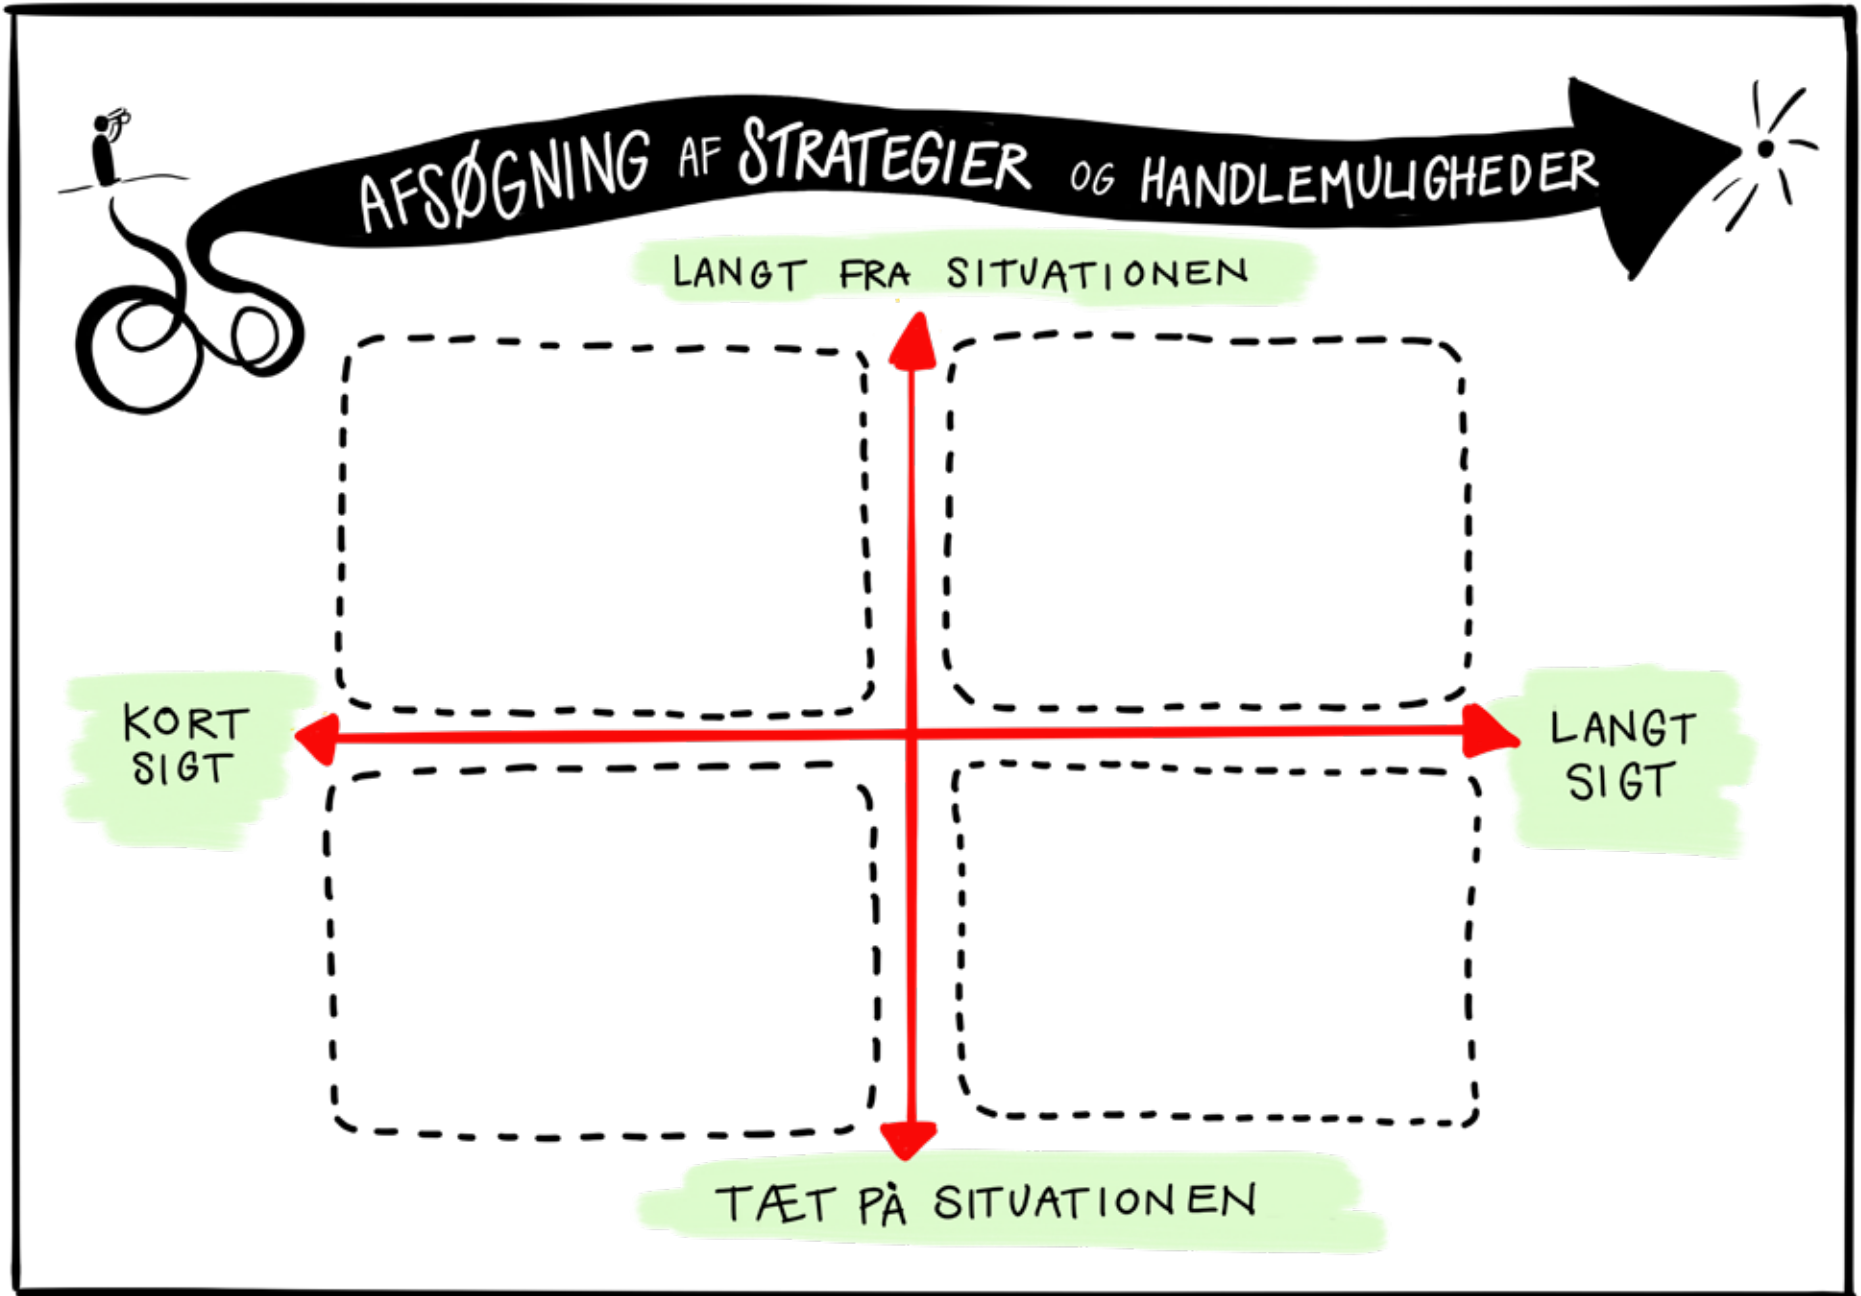 AFSØGNING AF STRATEGIER OG HANDLEMULIGHEDER
LANGT FRA SITUATIONEN
KORT
SIGT
LANGT
SIGT
TÆT PÅ SITUATIONEN